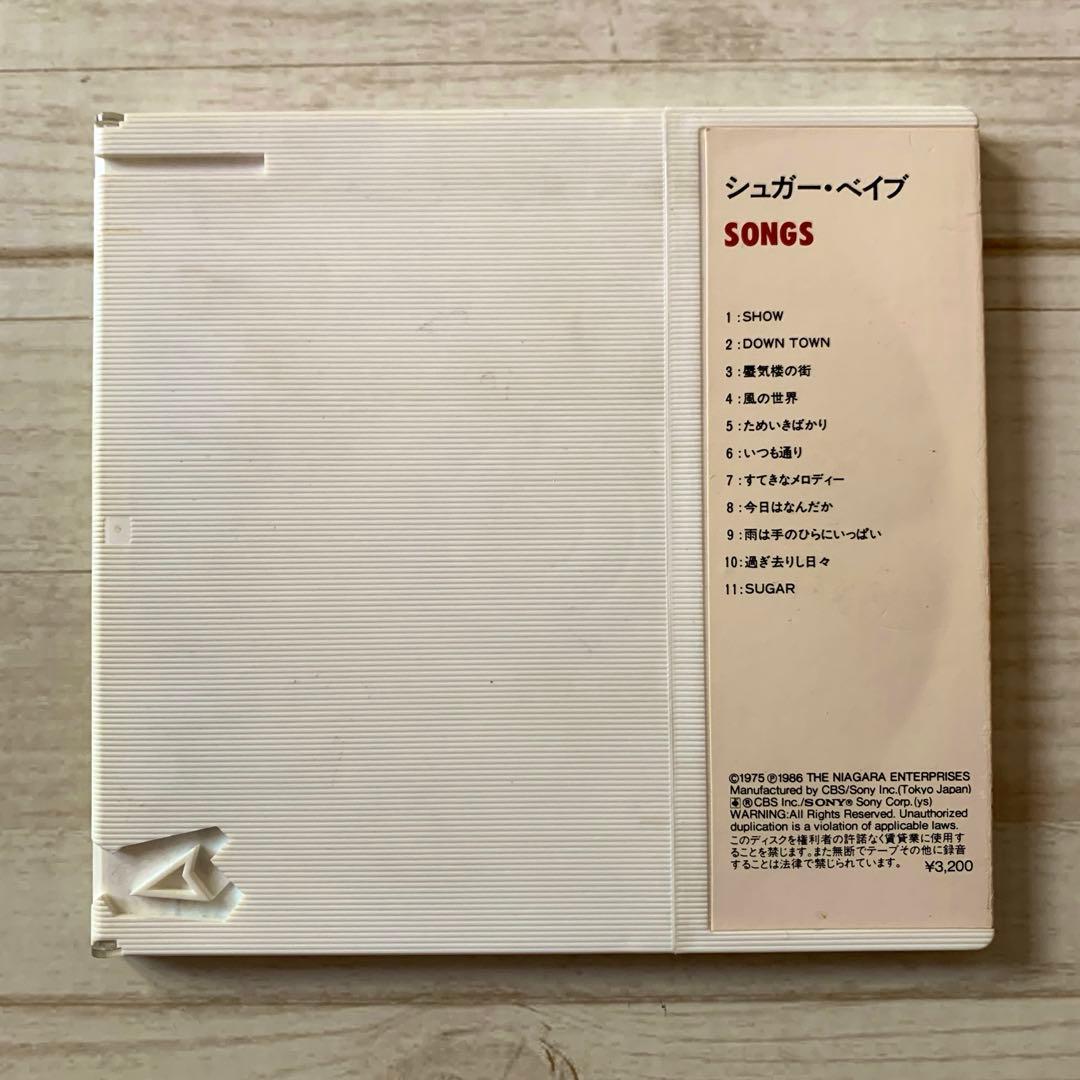 シュガー・ベイブ
SONGS
1:SHOW
2:DOWN TOWN
3:蜃気楼の街
4:風の世界
5:ためいきばかり
6:いつも通り
7:すてきなメロディー
8:今日はなんだか
9:雨は手のひらにいっぱい
10:過ぎ去りし日々
11:SUGAR
©1975 ℗1986 THE NIAGARA ENTERPRISES
Manufactured by CBS/Sony Inc.(Tokyo Japan)
®CBS Inc./SONY® Sony Corp.(ys)
WARNING:All Rights Reserved. Unauthorized
duplication is a violation of applicable laws.
このディスクを権利者の許諾なく賃貸業に使用す
ることを禁じます。また無断でテープその他に録音
することは法律で禁じられています。 ¥3,200